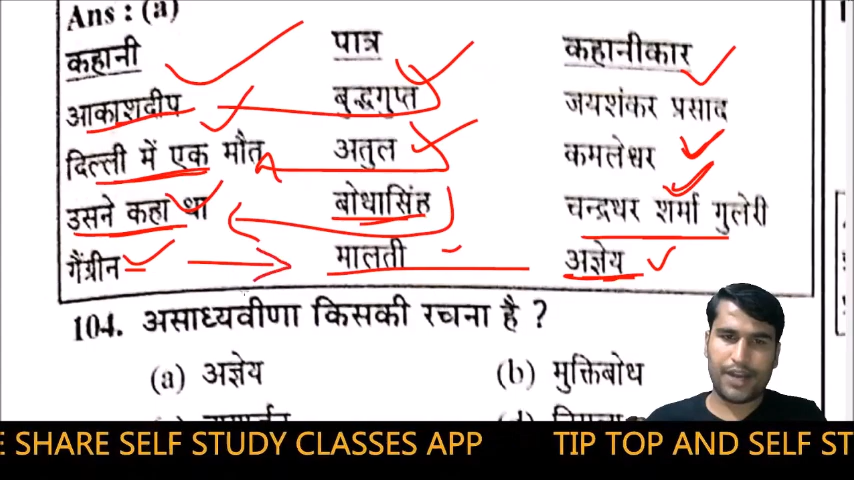 Ans : (a)
कहानी पात्र कहानीकार
आकाशदीप बुद्धगुप्त जयशंकर प्रसाद
दिल्ली में एक मौत अतुल कमलेश्वर
उसने कहा था बोधासिंह चन्द्रधर शर्मा गुलेरी
गैंग्रीन मालती अज्ञेय
104. असाध्यवीणा किसकी रचना है ?
(a) अज्ञेय (b) मुक्तिबोध
E SHARE SELF STUDY CLASSES APP TIP TOP AND SELF ST